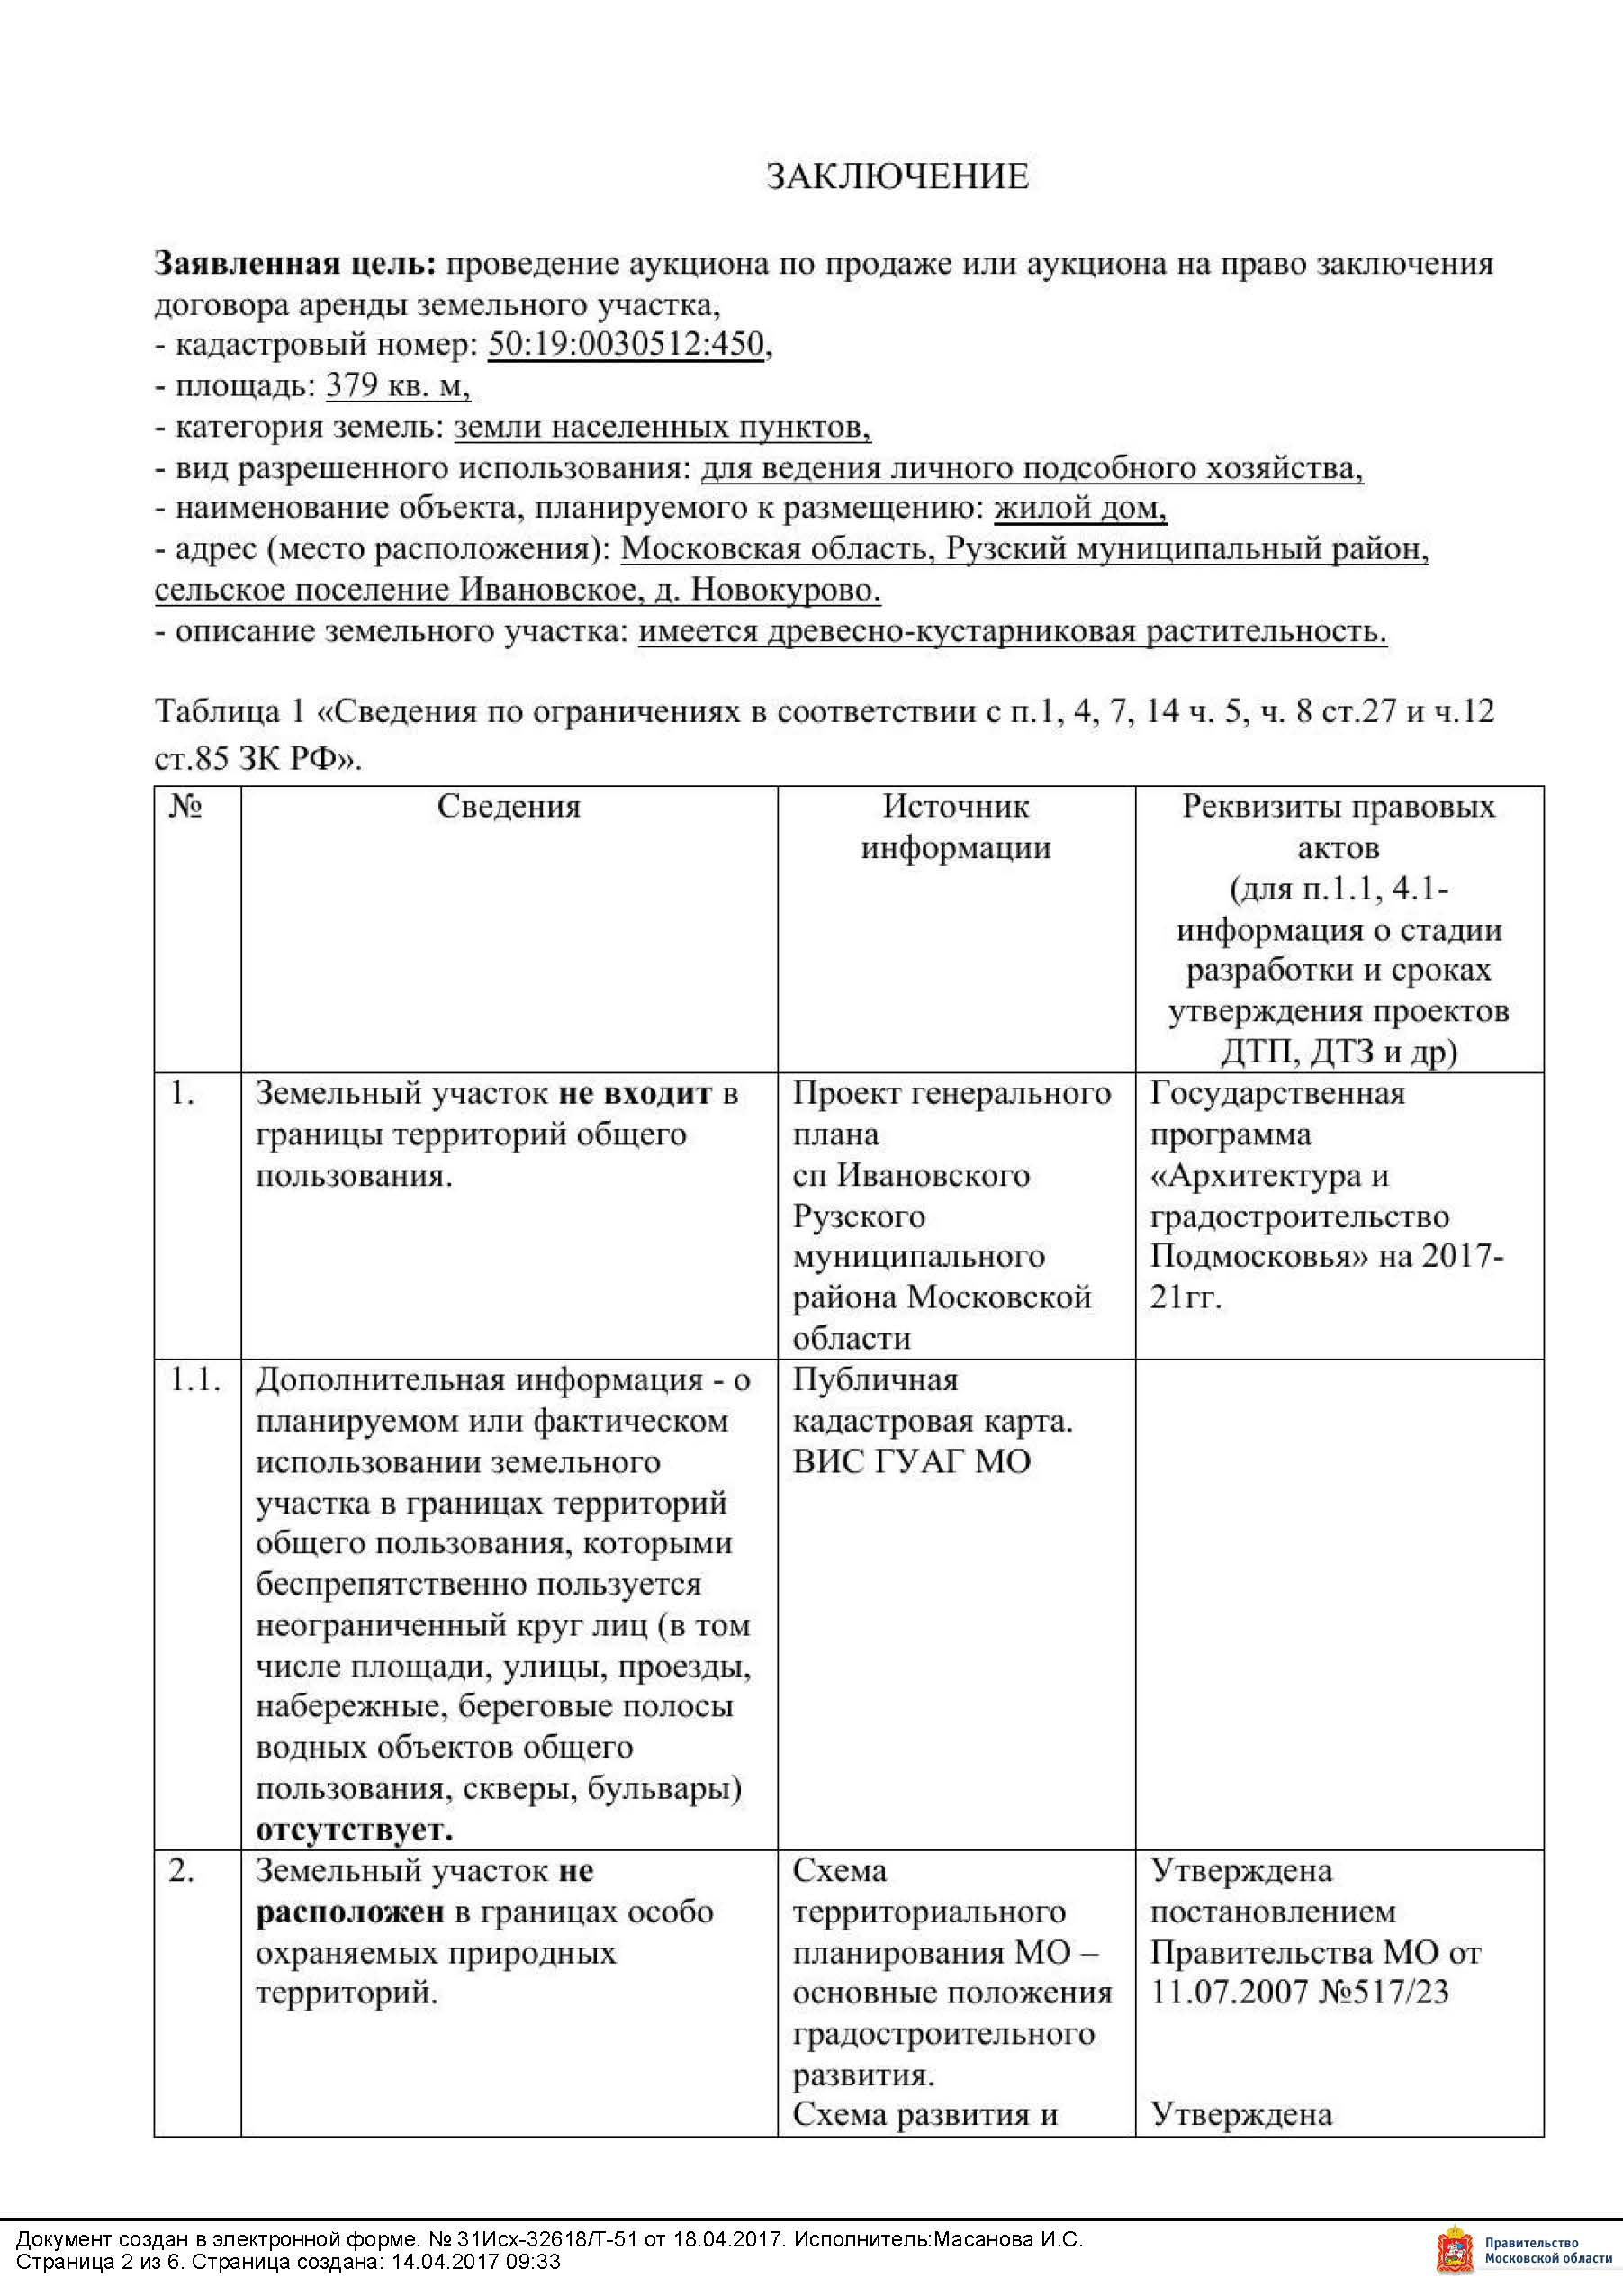 ЗАКЛЮЧЕНИЕ
Заявленная цель: проведение аукциона по продаже или аукциона на право заключения
договора аренды земельного участка,
- кадастровый номер: 50:19:0030512:450,
- площадь: 379 кв. м,
- категория земель: земли населенных пунктов,
- вид разрешенного использования: для ведения личного подсобного хозяйства,
- наименование объекта, планируемого к размещению: жилой дом,
- адрес (место расположения): Московская область, Рузский муниципальный район,
сельское поселение Ивановское, д. Новокурово.
- описание земельного участка: имеется древесно-кустарниковая растительность.
Таблица 1 «Сведения по ограничениях в соответствии с п.1, 4, 7, 14 ч. 5, ч. 8 ст.27 и ч.12
ст.85 ЗК РФ».
№
Сведения
Источник
информации
Реквизиты правовых
актов
(для п.1.1, 4.1-
информация о стадии
разработки и сроках
утверждения проектов
ДТП, ДТЗ и др)
1.
Земельный участок не входит в
границы территорий общего
пользования.
Проект генерального
плана
сп Ивановского
Рузского
муниципального
района Московской
области
Государственная
программа
«Архитектура и
градостроительство
Подмосковья» на 2017-
21гг.
1.1.
Дополнительная информация - о
планируемом или фактическом
использовании земельного
участка в границах территорий
общего пользования, которыми
беспрепятственно пользуется
неограниченный круг лиц (в том
числе площади, улицы, проезды,
набережные, береговые полосы
водных объектов общего
пользования, скверы, бульвары)
отсутствует.
Публичная
кадастровая карта.
ВИС ГУАГ МО
2.
Земельный участок не
расположен в границах особо
охраняемых природных
территорий.
Схема
территориального
планирования МО –
основные положения
градостроительного
развития.
Схема развития и
Утверждена
постановлением
Правительства МО от
11.07.2007 №517/23
Утверждена
Документ создан в электронной форме. № 31Исх-32618/Т-51 от 18.04.2017. Исполнитель:Масанова И.С.
Страница 2 из 6. Страница создана: 14.04.2017 09:33
Правительство
Московской области